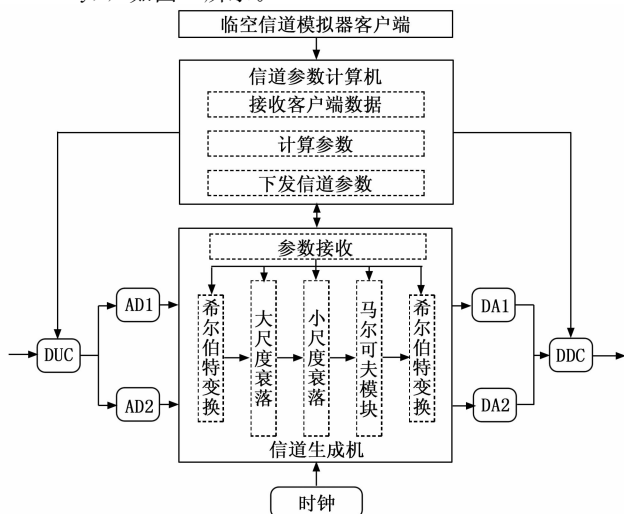 临空信道模拟器客户端
信道参数计算机
接收客户端数据
计算参数
下发信道参数
参数接收
希尔伯特变换
大尺度衰落
小尺度衰落
马尔可夫模块
希尔伯特变换
信道生成机
AD1
AD2
DUC
DA1
DA2
DDC
时钟